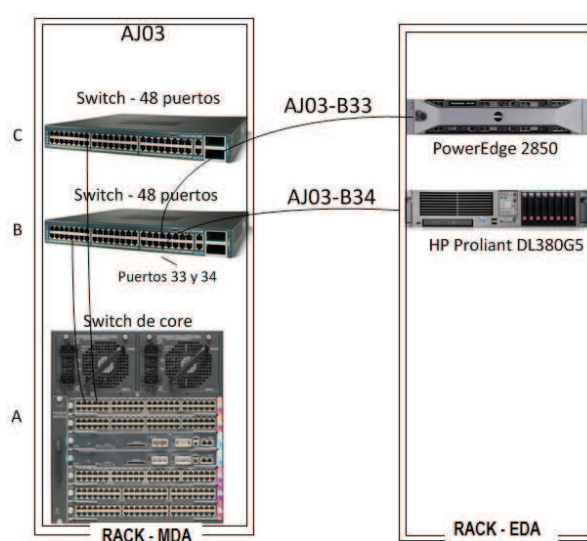 AJ03
Switch - 48 puertos
C
AJ03-B33
PowerEdge 2850
Switch - 48 puertos
B
AJ03-B34
HP Proliant DL380G5
Puertos 33 y 34
Switch de core
A
RACK - MDA
RACK - EDA